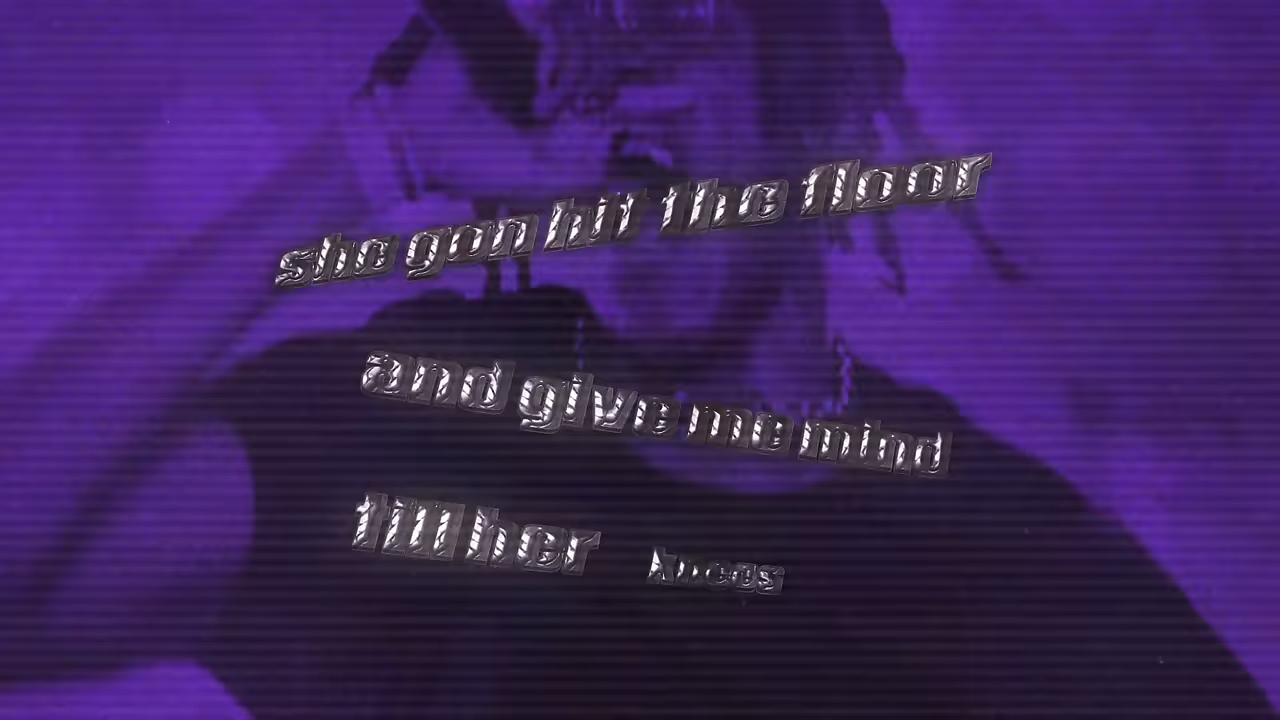 she gon hit the floor
and give me mind
till her knees